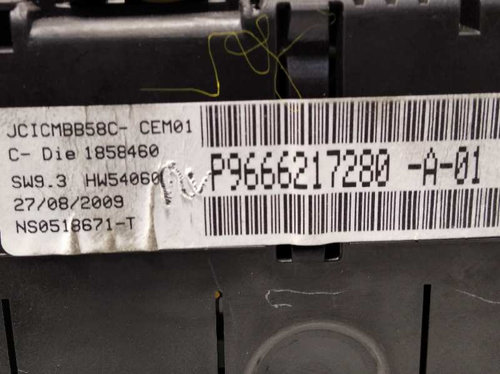 JCICMBB58C- CEM01
C- Die 1858460
SW9.3 HW54060
27/08/2009
NS0518671-T
P9666217280 -A-01